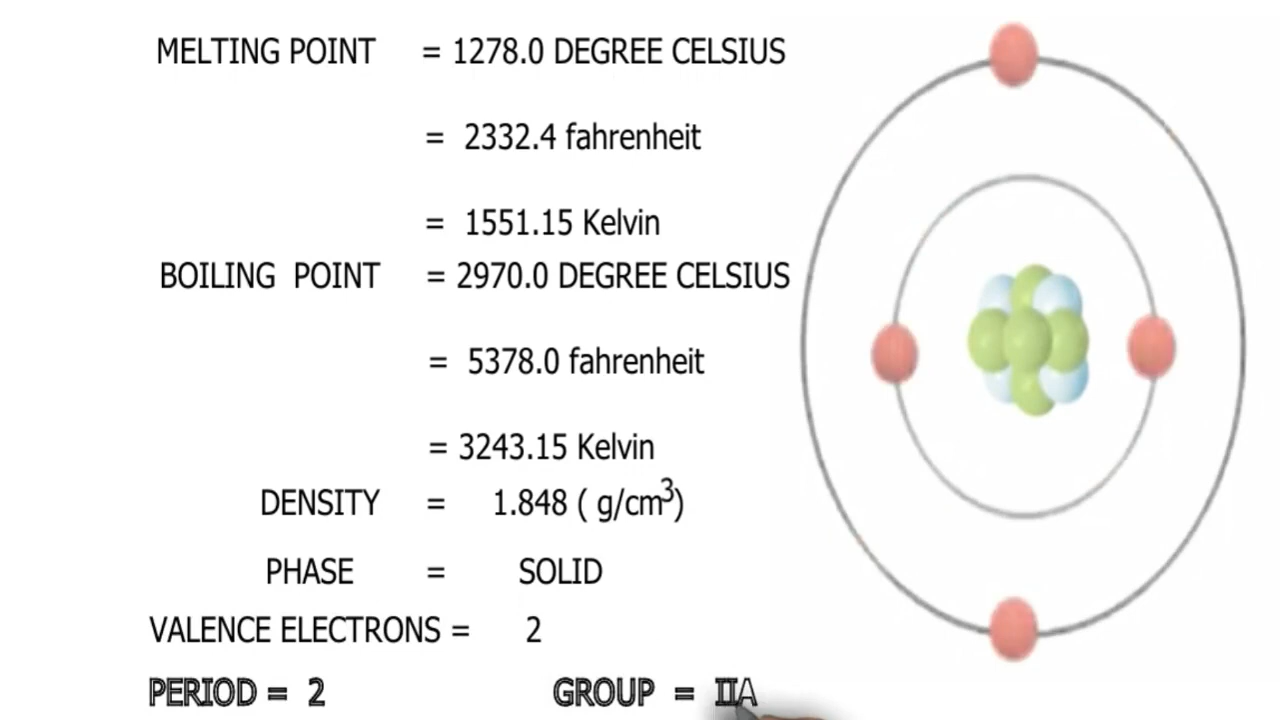 MELTING POINT = 1278.0 DEGREE CELSIUS
= 2332.4 fahrenheit
= 1551.15 Kelvin
BOILING POINT = 2970.0 DEGREE CELSIUS
= 5378.0 fahrenheit
= 3243.15 Kelvin
DENSITY = 1.848 ( g/cm³)
PHASE = SOLID
VALENCE ELECTRONS = 2
PERIOD = 2 GROUP = IIA